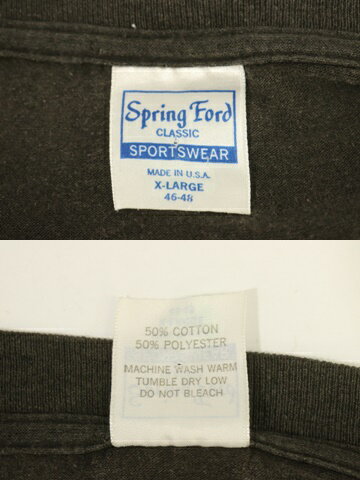 Spring Ford
CLASSIC
SPORTSWEAR
MADE IN U.S.A.
X-LARGE
46-48
50% COTTON
50% POLYESTER
MACHINE WASH WARM
TUMBLE DRY LOW
DO NOT BLEACH